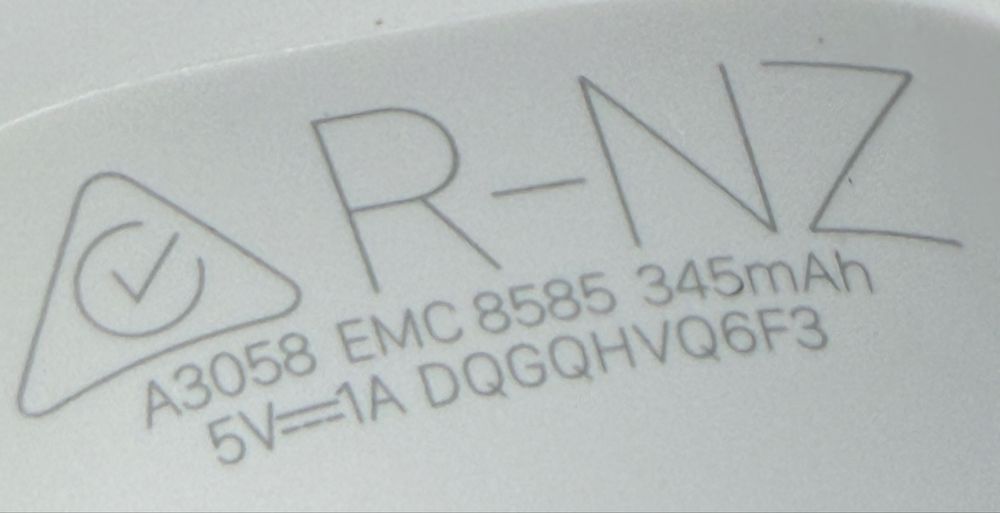 R-NZ
A3058 EMC 8585 345mAh
5V⎓1A DQGQHVQ6F3